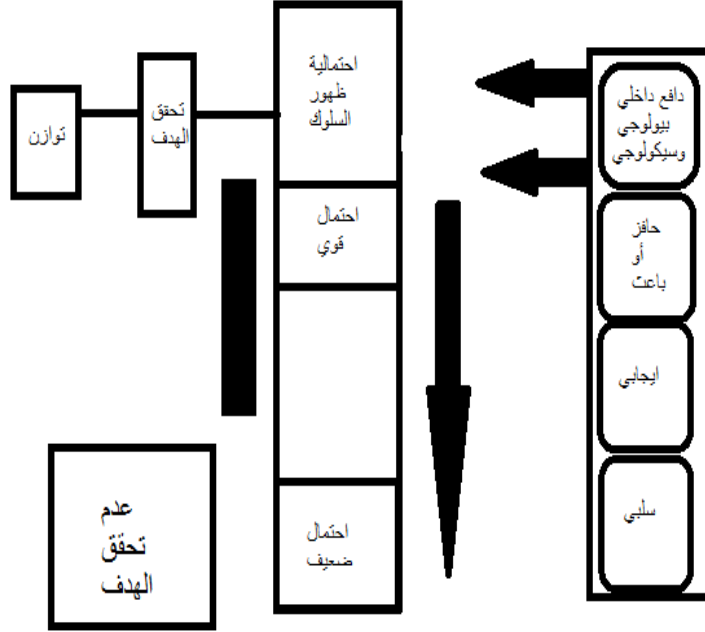 دافع داخلي
بيولوجي
وسيكولوجي
حافز
أو
باعت
ايجابي
سلبي
احتمالية
ظهور
السلوك
احتمال
قوي
احتمال
ضعيف
تحقق
الهدف
توازن
عدم
تحقق
الهدف